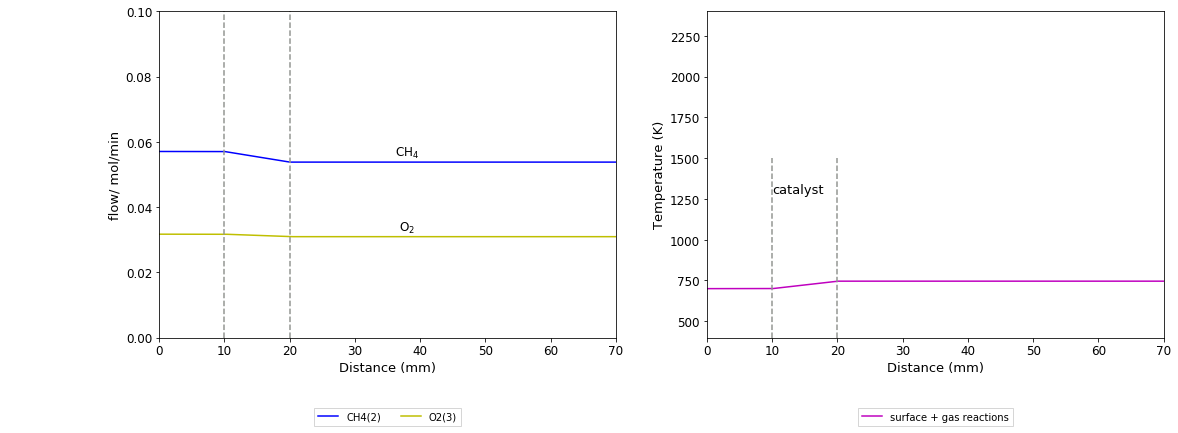 flow/ mol/min
0.10
0.08
0.06
0.04
0.02
0.00
CH₄
O₂
0 10 20 30 40 50 60 70
Distance (mm)
CH4(2) O2(3)
Temperature (K)
2250
2000
1750
1500
1250
1000
750
500
catalyst
0 10 20 30 40 50 60 70
Distance (mm)
surface + gas reactions